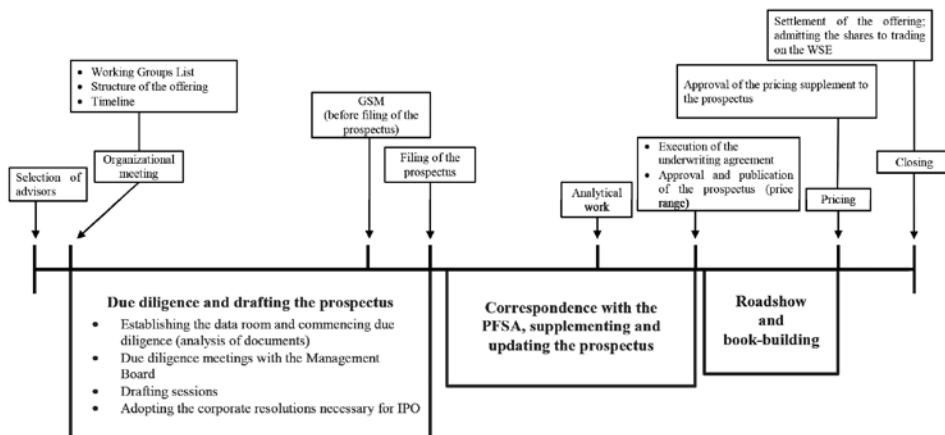 Settlement of the offering;
admitting the shares to trading
on the WSE
• Working Groups List
• Structure of the offering
• Timeline
Approval of the pricing supplement to
the prospectus
GSM
(before filing of the
prospectus)
• Execution of the
underwriting agreement
• Approval and publication
of the prospectus (price
range)
Organizational
meeting
Filing of the
prospectus
Closing
Selection of
advisors
Analytical
work
Pricing
Due diligence and drafting the prospectus
• Establishing the data room and commencing due
diligence (analysis of documents)
• Due diligence meetings with the Management
Board
• Drafting sessions
• Adopting the corporate resolutions necessary for IPO
Correspondence with the
PFSA, supplementing and
updating the prospectus
Roadshow
and
book-building